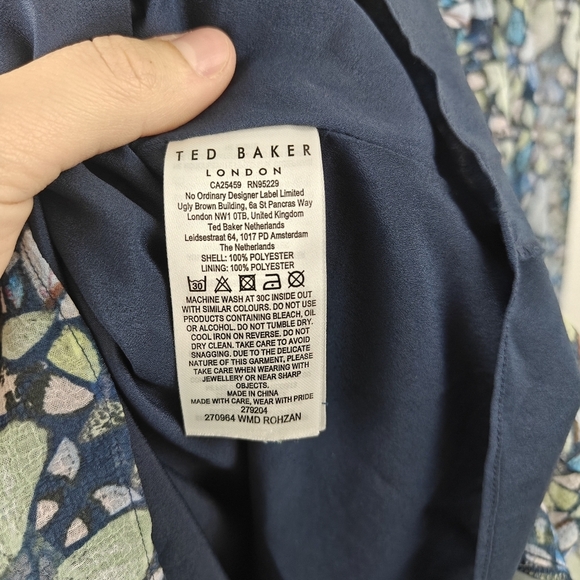 TED BAKER
LONDON
CA25459 RN95229
No Ordinary Designer Label Limited
Ugly Brown Building, 6a St Pancras Way
London NW1 0TB, United Kingdom
Ted Baker Netherlands
Leidsestraat 64, 1017 PD Amsterdam
The Netherlands
SHELL: 100% POLYESTER
LINING: 100% POLYESTER
30
MACHINE WASH AT 30C INSIDE OUT
WITH SIMILAR COLOURS. DO NOT USE
PRODUCTS CONTAINING BLEACH, OIL
OR ALCOHOL. DO NOT TUMBLE DRY.
COOL IRON ON REVERSE. DO NOT
DRY CLEAN. TAKE CARE TO AVOID
SNAGGING. DUE TO THE DELICATE
NATURE OF THIS GARMENT, PLEASE
TAKE CARE WHEN WEARING WITH
JEWELLERY OR NEAR SHARP
OBJECTS.
MADE IN CHINA
MADE WITH CARE, WEAR WITH PRIDE
279204
270964 WMD ROHZAN